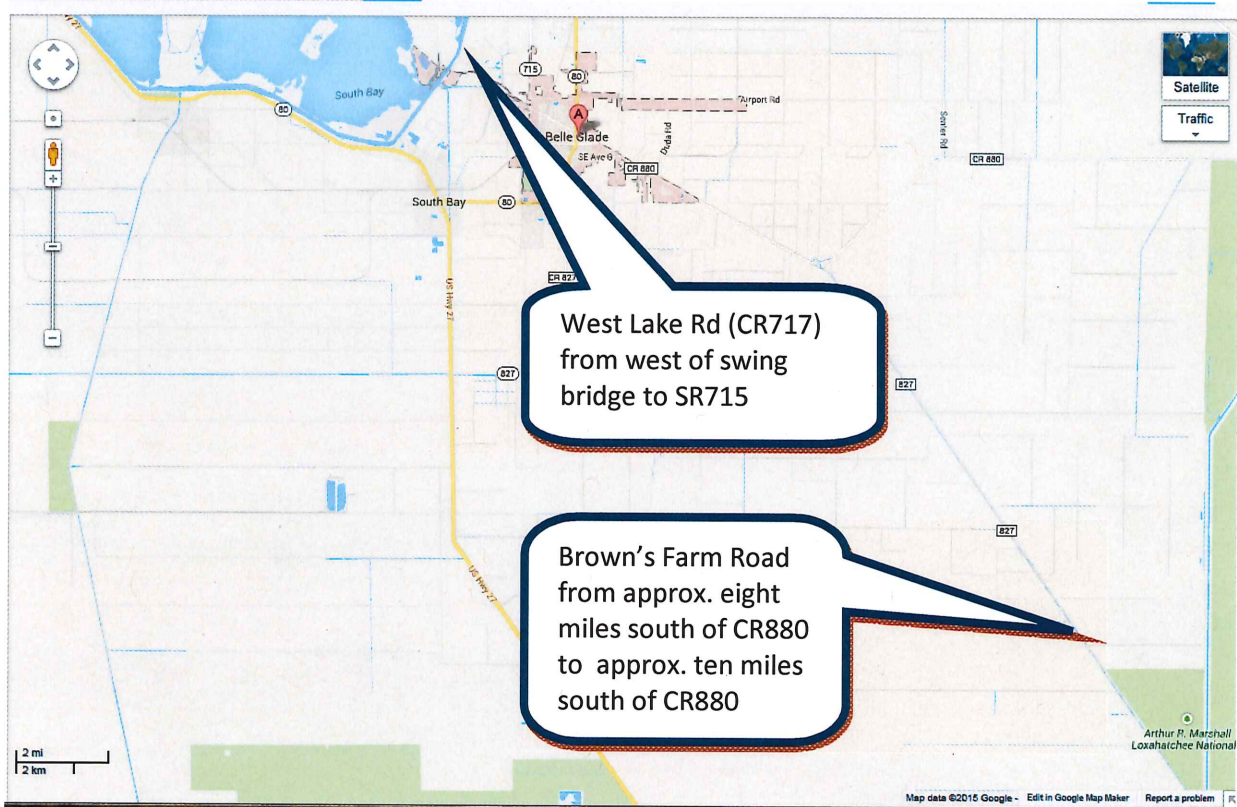 Satellite
Traffic
715
80
Airport Rd
South Bay
80
A
Belle Glade
Duda Rd
Sawter Rd
SE Ave G
CR 880
CR 880
South Bay
80
CR 827
US Hwy 27
West Lake Rd (CR717)
from west of swing
bridge to SR715
827
827
827
Brown's Farm Road
from approx. eight
miles south of CR880
to approx. ten miles
south of CR880
US Hwy 27
Arthur R. Marshall
Loxahatchee National
2 mi
2 km
Map data ©2015 Google - Edit in Google Map Maker Report a problem